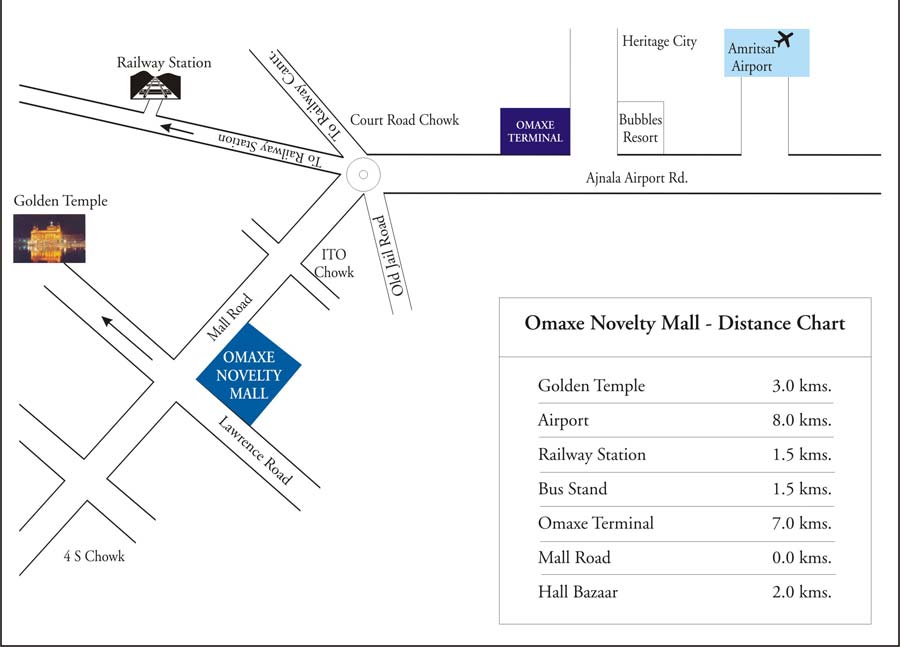 Railway Station
To Railway Cantt.
Heritage City
Amritsar
Airport
Court Road Chowk
OMAXE
TERMINAL
Bubbles
Resort
To Railway Station
Ajnala Airport Rd.
Golden Temple
ITO
Chowk
Old Jail Road
Mall Road
OMAXE
NOVELTY
MALL
Lawrence Road
4 S Chowk
Omaxe Novelty Mall - Distance Chart
Golden Temple 3.0 kms.
Airport 8.0 kms.
Railway Station 1.5 kms.
Bus Stand 1.5 kms.
Omaxe Terminal 7.0 kms.
Mall Road 0.0 kms.
Hall Bazaar 2.0 kms.